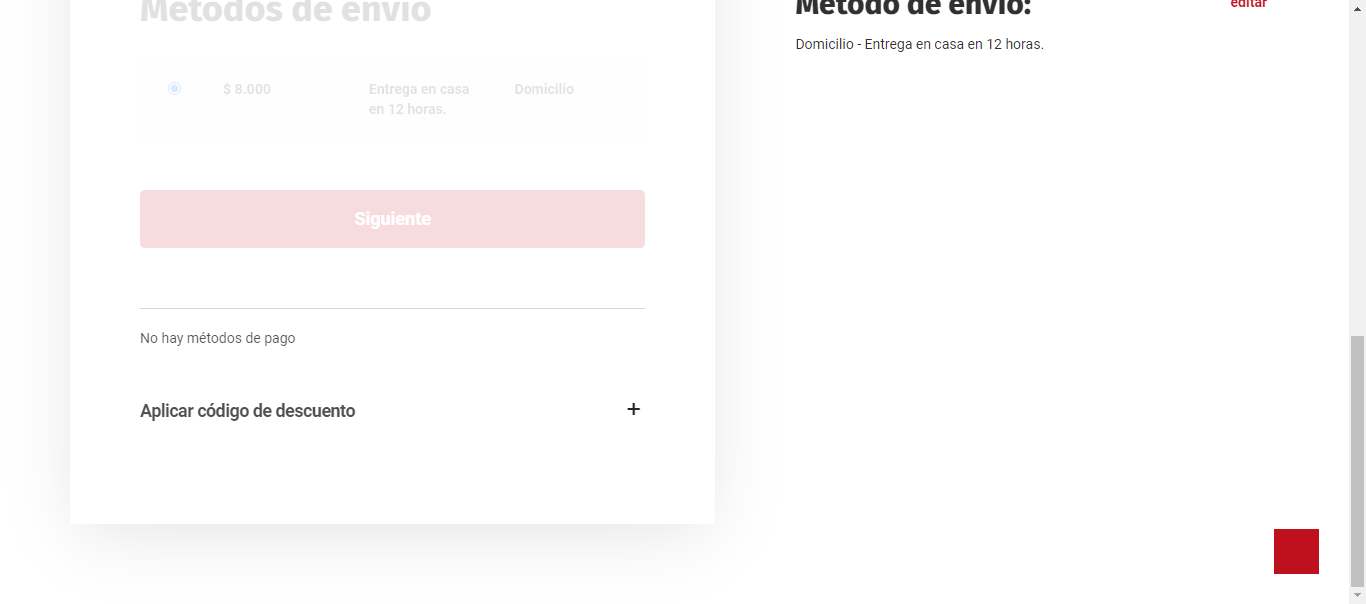 Métodos de envío
$ 8.000
Entrega en casa
en 12 horas.
Domicilio
Siguiente
No hay métodos de pago
Aplicar código de descuento
+
Método de envío:
editar
Domicilio - Entrega en casa en 12 horas.